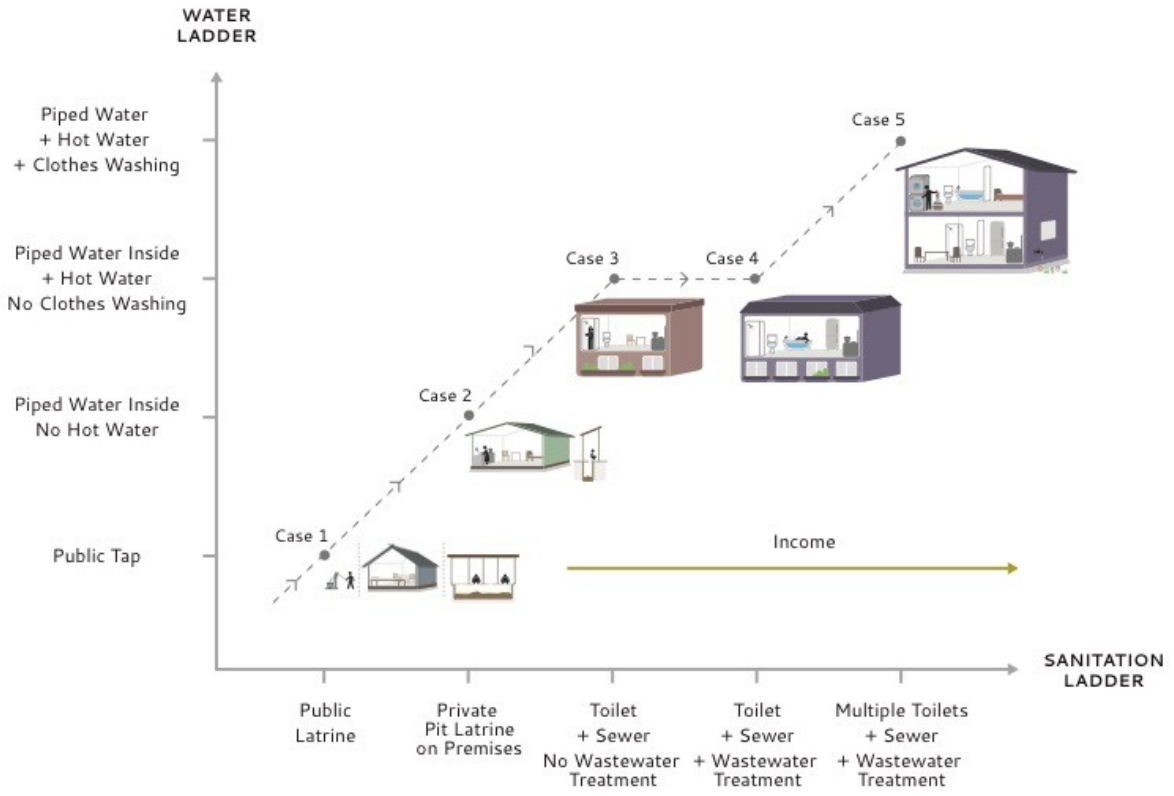 WATER
LADDER
Piped Water
+ Hot Water
+ Clothes Washing
Case 5
Piped Water Inside
+ Hot Water
No Clothes Washing
Case 3
Case 4
Piped Water Inside
No Hot Water
Case 2
Public Tap
Case 1
Income
SANITATION
LADDER
Public
Latrine
Private
Pit Latrine
on Premises
Toilet
+ Sewer
No Wastewater
Treatment
Toilet
+ Sewer
+ Wastewater
Treatment
Multiple Toilets
+ Sewer
+ Wastewater
Treatment